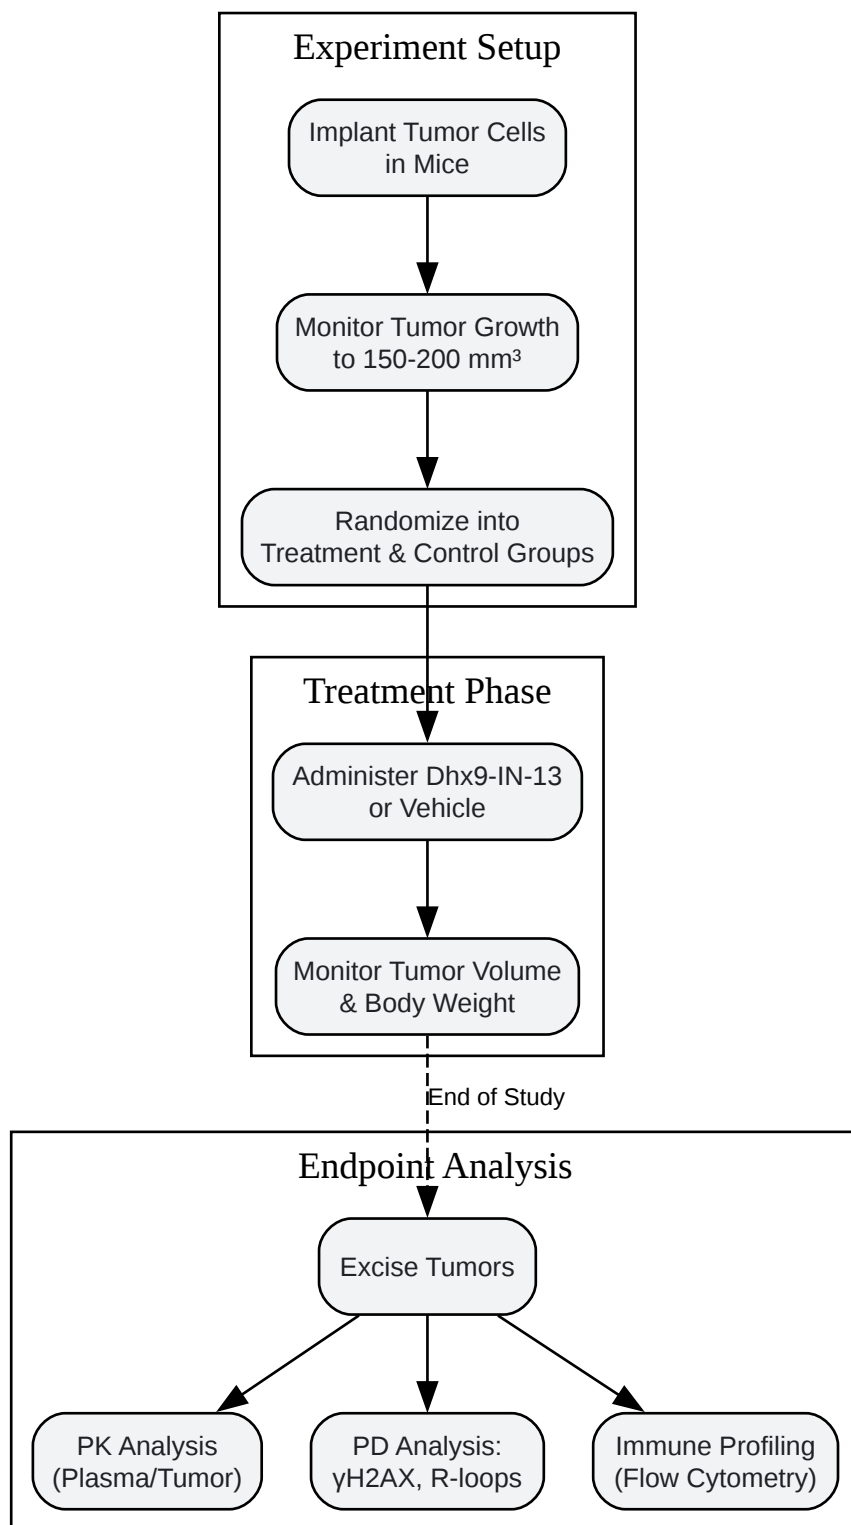 Experiment Setup
Implant Tumor Cells
in Mice
Monitor Tumor Growth
to 150-200 mm³
Randomize into
Treatment & Control Groups
Treatment Phase
Administer Dhx9-IN-13
or Vehicle
Monitor Tumor Volume
& Body Weight
End of Study
Endpoint Analysis
Excise Tumors
PK Analysis
(Plasma/Tumor)
PD Analysis:
γH2AX, R-loops
Immune Profiling
(Flow Cytometry)